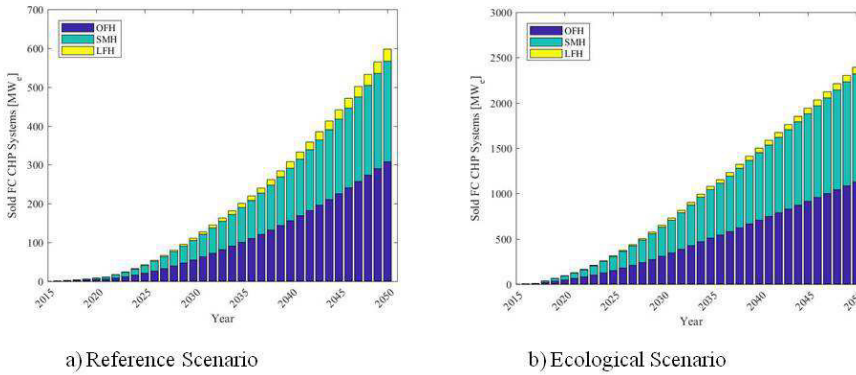 700
600
500
400
300
200
100
0
Sold FC CHP Systems [MWe]
OFH
SMH
LFH
2015
2020
2025
2030
2035
2040
2045
2050
Year
a) Reference Scenario
3000
2500
2000
1500
1000
500
0
Sold FC CHP Systems [MWe]
OFH
SMH
LFH
2015
2020
2025
2030
2035
2040
2045
Year
b) Ecological Scenario